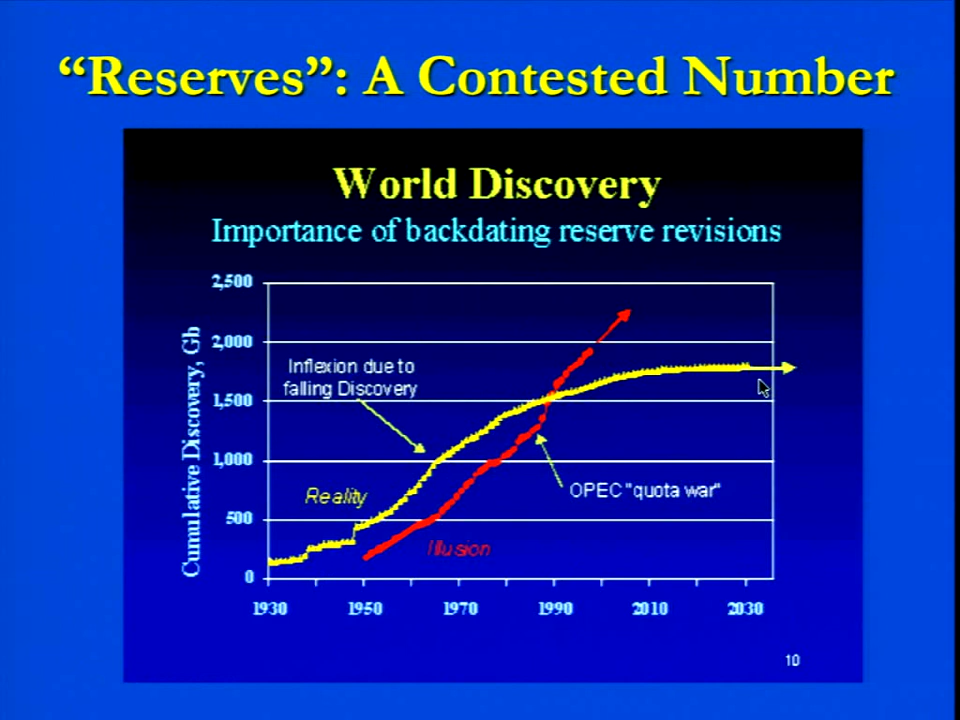 “Reserves”: A Contested Number
World Discovery
Importance of backdating reserve revisions
Cumulative Discovery, Gb
2,500
2,000
1,500
1,000
500
0
Inflexion due to
falling Discovery
Reality
Illusion
OPEC "quota war"
1930 1950 1970 1990 2010 2030
10